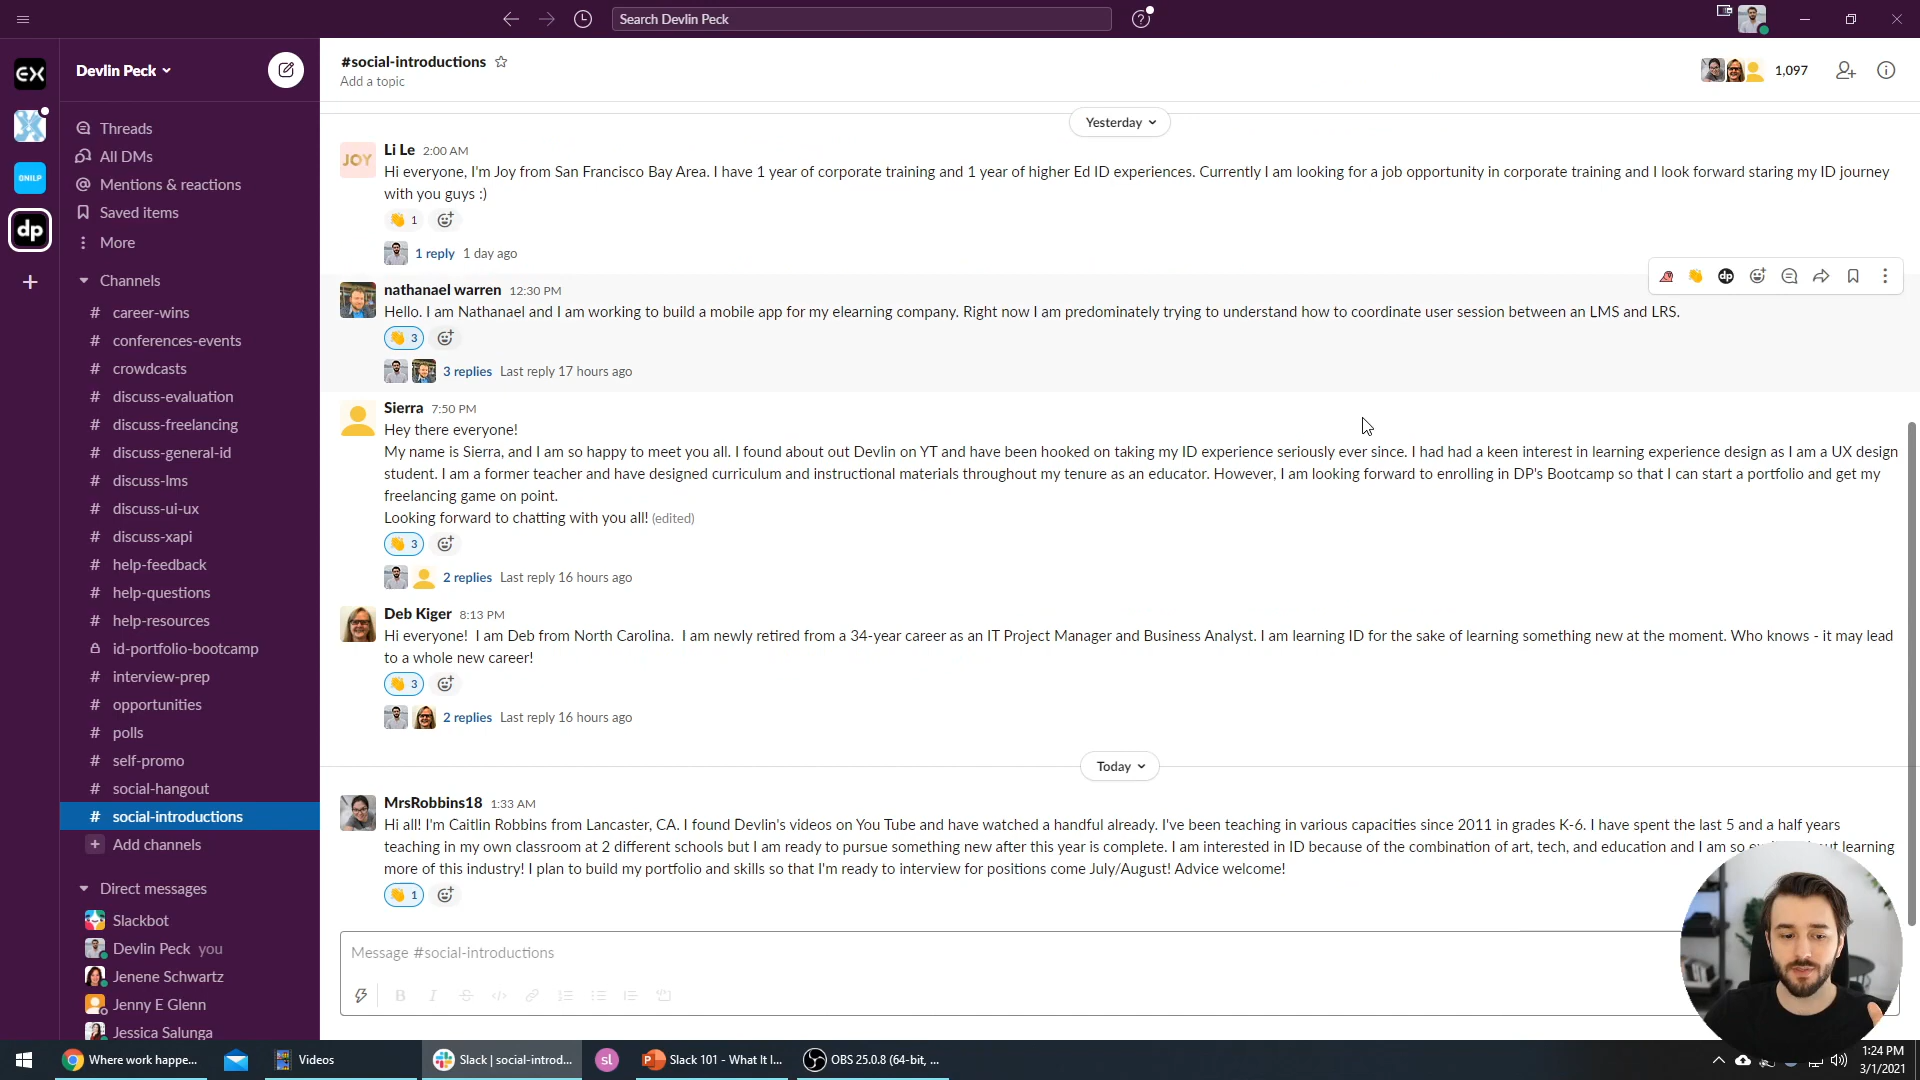 Search Devlin Peck
EX
ONILP
dp
Devlin Peck
Threads
All DMs
Mentions & reactions
Saved items
More
Channels
# career-wins
# conferences-events
# crowdcasts
# discuss-evaluation
# discuss-freelancing
# discuss-general-id
# discuss-lms
# discuss-ui-ux
# discuss-xapi
# help-feedback
# help-questions
# help-resources
id-portfolio-bootcamp
# interview-prep
# opportunities
# polls
# self-promo
# social-hangout
# social-introductions
+ Add channels
Direct messages
Slackbot
Devlin Peck you
Jenene Schwartz
Jenny E Glenn
Jessica Salunga
#social-introductions
Add a topic
1,097
Yesterday
JOY
Li Le 2:00 AM
Hi everyone, I'm Joy from San Francisco Bay Area. I have 1 year of corporate training and 1 year of higher Ed ID experiences. Currently I am looking for a job opportunity in corporate training and I look forward staring my ID journey
with you guys :)
1
1 reply 1 day ago
dp
nathanael warren 12:30 PM
Hello. I am Nathanael and I am working to build a mobile app for my elearning company. Right now I am predominately trying to understand how to coordinate user session between an LMS and LRS.
3
3 replies Last reply 17 hours ago
Sierra 7:50 PM
Hey there everyone!
My name is Sierra, and I am so happy to meet you all. I found about out Devlin on YT and have been hooked on taking my ID experience seriously ever since. I had had a keen interest in learning experience design as I am a UX design
student. I am a former teacher and have designed curriculum and instructional materials throughout my tenure as an educator. However, I am looking forward to enrolling in DP's Bootcamp so that I can start a portfolio and get my
freelancing game on point.
Looking forward to chatting with you all! (edited)
3
2 replies Last reply 16 hours ago
Deb Kiger 8:13 PM
Hi everyone! I am Deb from North Carolina. I am newly retired from a 34-year career as an IT Project Manager and Business Analyst. I am learning ID for the sake of learning something new at the moment. Who knows - it may lead
to a whole new career!
3
2 replies Last reply 16 hours ago
Today
MrsRobbins18 1:33 AM
Hi all! I'm Caitlin Robbins from Lancaster, CA. I found Devlin's videos on You Tube and have watched a handful already. I've been teaching in various capacities since 2011 in grades K-6. I have spent the last 5 and a half years
teaching in my own classroom at 2 different schools but I am ready to pursue something new after this year is complete. I am interested in ID because of the combination of art, tech, and education and I am so learning
more of this industry! I plan to build my portfolio and skills so that I'm ready to interview for positions come July/August! Advice welcome!
1
Message #social-introductions
B I S
Where work happe...
Videos
Slack | social-introd...
sl
Slack 101 - What It I...
OBS 25.0.8 (64-bit, ...
1:24 PM
3/1/2021